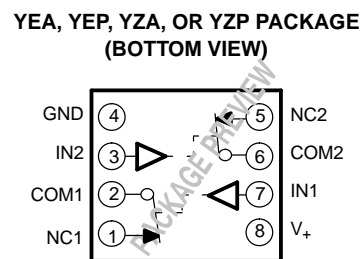 YEA, YEP, YZA, OR YZP PACKAGE
(BOTTOM VIEW)
GND 4 5 NC2
IN2 3 6 COM2
COM1 2 7 IN1
NC1 1 8 V+
PACKAGE PREVIEW